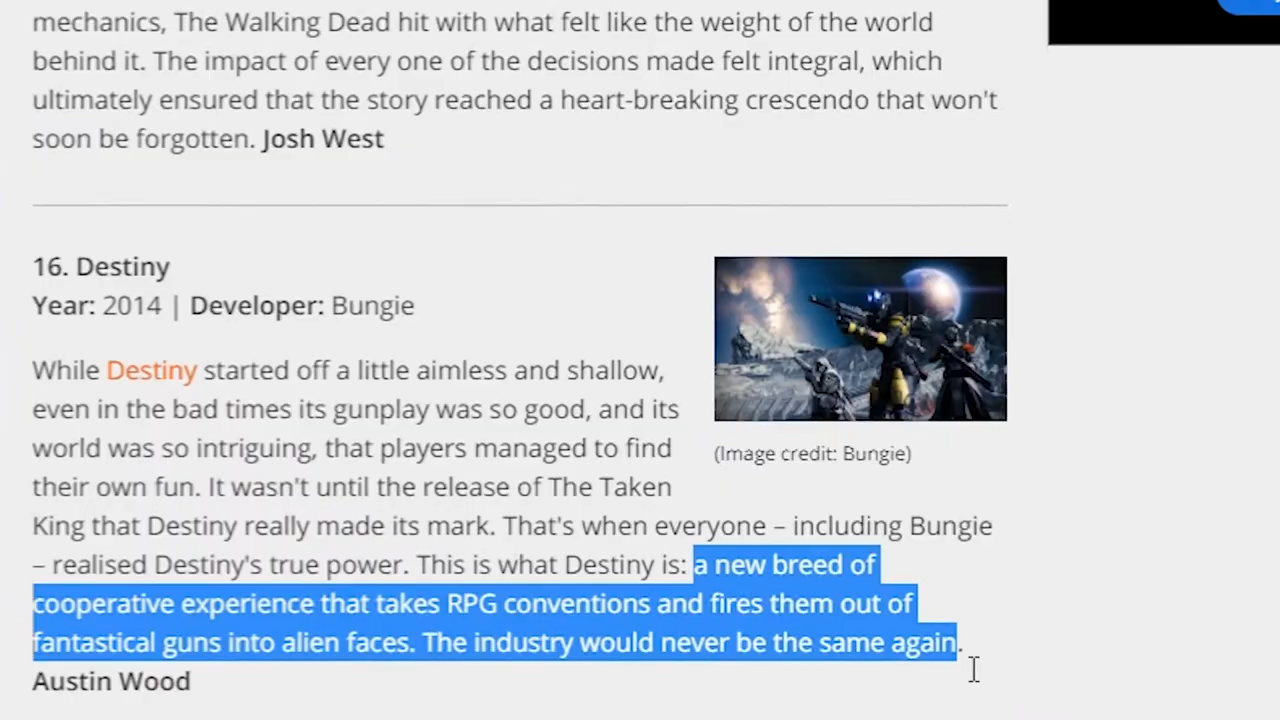 mechanics, The Walking Dead hit with what felt like the weight of the world
behind it. The impact of every one of the decisions made felt integral, which
ultimately ensured that the story reached a heart-breaking crescendo that won't
soon be forgotten. Josh West
16. Destiny
Year: 2014 | Developer: Bungie
While Destiny started off a little aimless and shallow,
even in the bad times its gunplay was so good, and its
world was so intriguing, that players managed to find
their own fun. It wasn't until the release of The Taken
King that Destiny really made its mark. That's when everyone – including Bungie
– realised Destiny's true power. This is what Destiny is: a new breed of
cooperative experience that takes RPG conventions and fires them out of
fantastical guns into alien faces. The industry would never be the same again.
Austin Wood
(Image credit: Bungie)